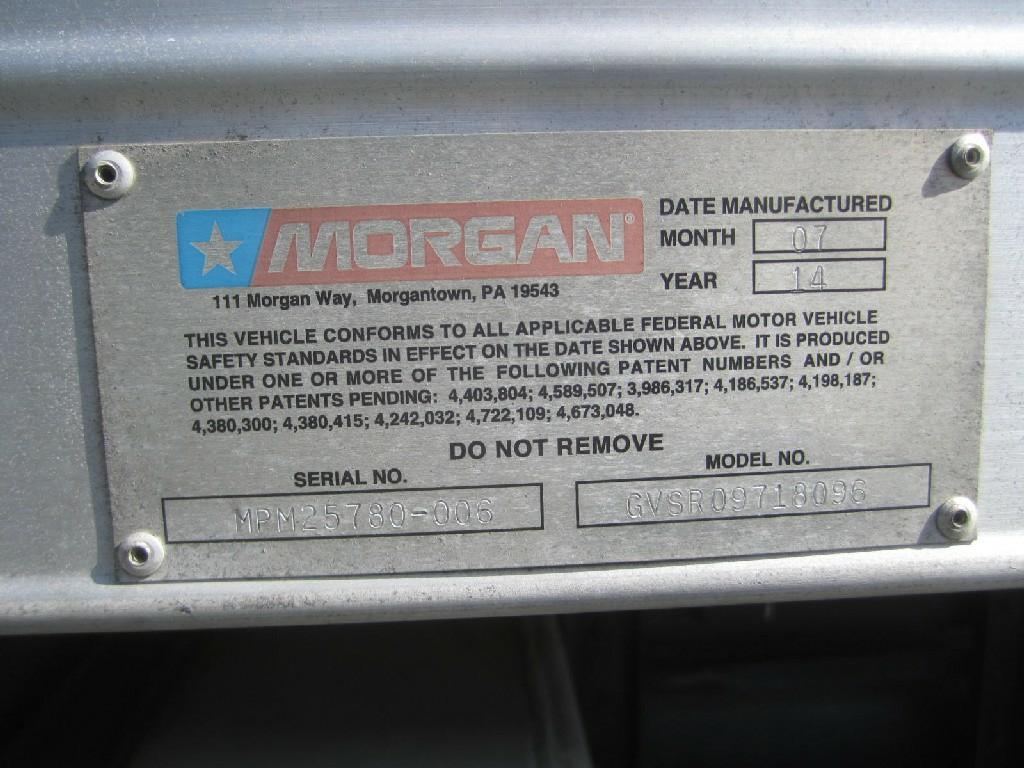 MORGAN®
111 Morgan Way, Morgantown, PA 19543
DATE MANUFACTURED
MONTH 07
YEAR 14
THIS VEHICLE CONFORMS TO ALL APPLICABLE FEDERAL MOTOR VEHICLE
SAFETY STANDARDS IN EFFECT ON THE DATE SHOWN ABOVE. IT IS PRODUCED
UNDER ONE OR MORE OF THE FOLLOWING PATENT NUMBERS AND / OR
OTHER PATENTS PENDING: 4,403,804; 4,589,507; 3,986,317; 4,186,537; 4,198,187;
4,380,300; 4,380,415; 4,242,032; 4,722,109; 4,673,048.
DO NOT REMOVE
SERIAL NO.
MPM25780-006
MODEL NO.
GVSR09718096